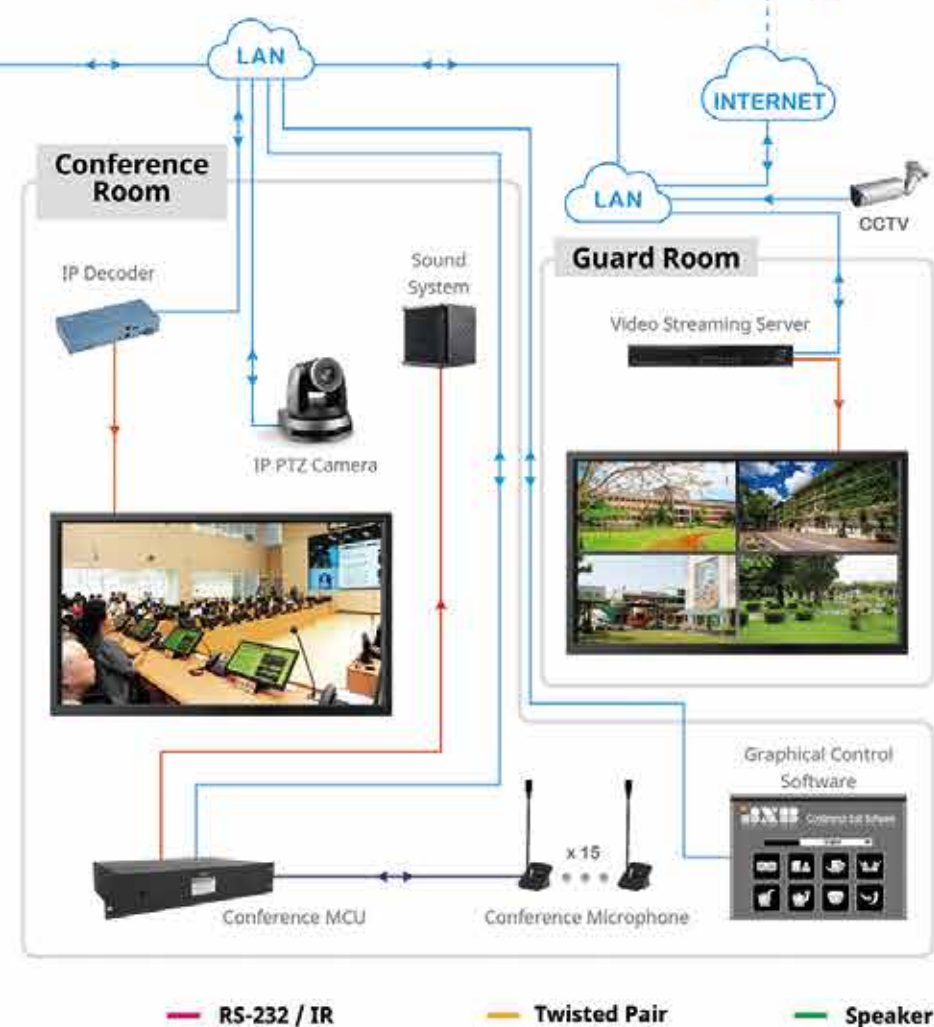 LAN
INTERNET
Conference
Room
LAN
CCTV
IP Decoder
Sound
System
Guard Room
Video Streaming Server
IP PTZ Camera
Graphical Control
Software
BXB
x 15
Conference MCU
Conference Microphone
RS-232 / IR
Twisted Pair
Speaker